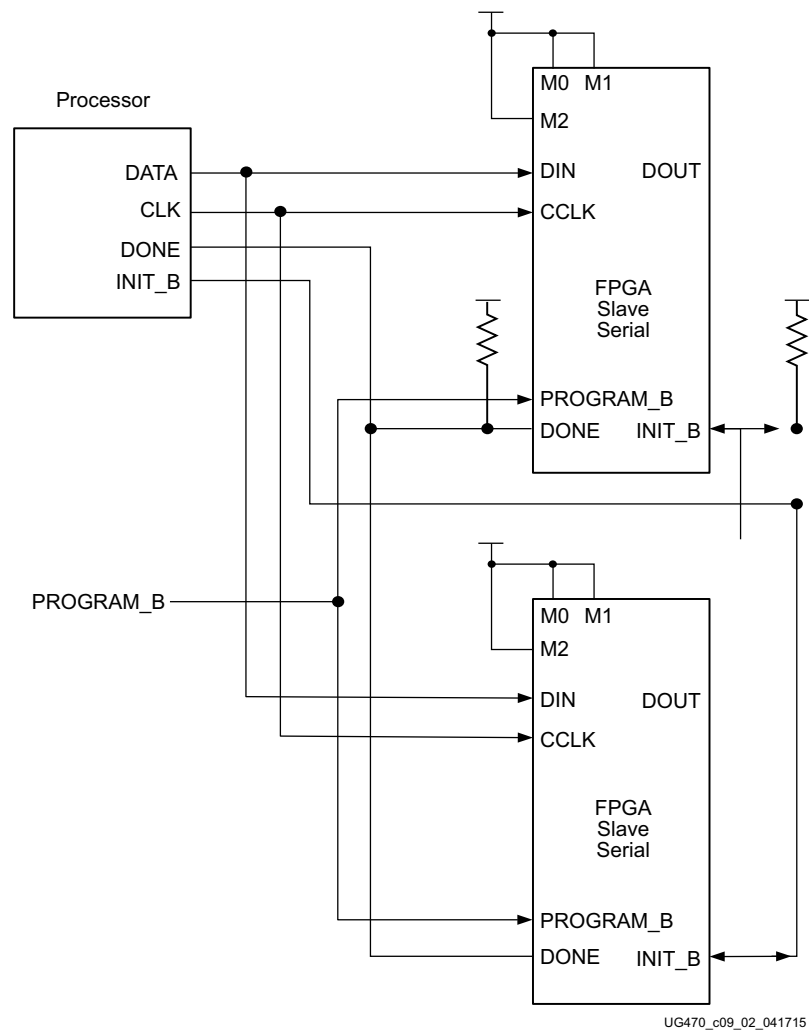 M0 M1
M2
Processor
DATA
CLK
DONE
INIT_B
DIN
DOUT
CCLK
FPGA
Slave
Serial
PROGRAM_B
DONE
INIT_B
PROGRAM_B
M0 M1
M2
DIN
DOUT
CCLK
FPGA
Slave
Serial
PROGRAM_B
DONE
INIT_B
UG470_c09_02_041715